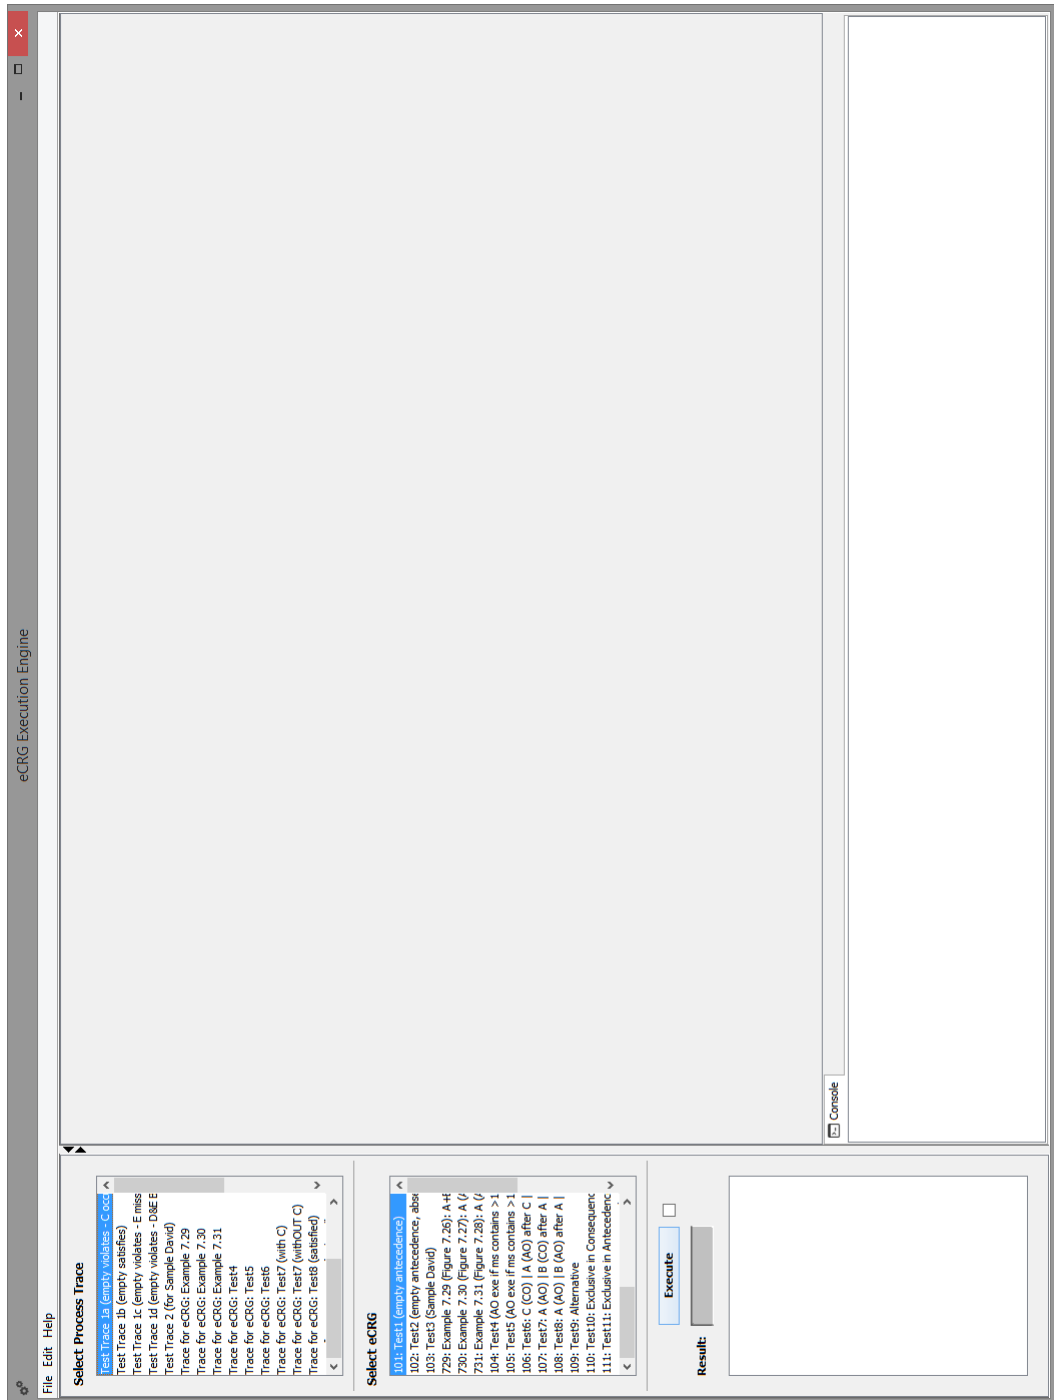 eCRG Execution Engine
File Edit Help
Select Process Trace
Test Trace 1a (empty violates - C occ
Test Trace 1b (empty satisfies)
Test Trace 1c (empty violates - E miss
Test Trace 1d (empty violates - D&E E
Test Trace 2 (for Sample David)
Trace for eCRG: Example 7.29
Trace for eCRG: Example 7.30
Trace for eCRG: Example 7.31
Trace for eCRG: Test4
Trace for eCRG: Test5
Trace for eCRG: Test6
Trace for eCRG: Test7 (with C)
Trace for eCRG: Test7 (withOUT C)
Trace for eCRG: Test8 (satisfied)
Select eCRG
101: Test1 (empty antecedence)
102: Test2 (empty antecedence, abse
103: Test3 (Sample David)
729: Example 7.29 (Figure 7.26): A+E
730: Example 7.30 (Figure 7.27): A (A
731: Example 7.31 (Figure 7.28): A (A
104: Test4 (AO exe if ms contains >1
105: Test5 (AO exe if ms contains >1
106: Test6: C (CO) | A (AO) after C |
107: Test7: A (AO) | B (CO) after A |
108: Test8: A (AO) | B (AO) after A |
109: Test9: Alternative
110: Test10: Exclusive in Consequenc
111: Test11: Exclusive in Antecedenc
Execute
Result:
Console